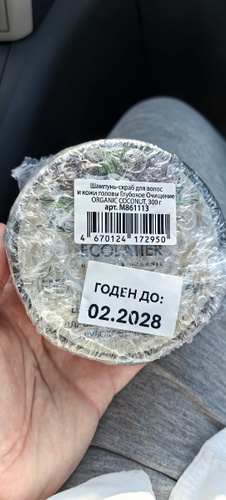 Шампунь-скраб для волос
и кожи головы Глубокое Очищение
ORGANIC COCONUT, 300 г
арт. М861113
4 670124 172950
ECOLATIER
ГОДЕН ДО:
02.2028